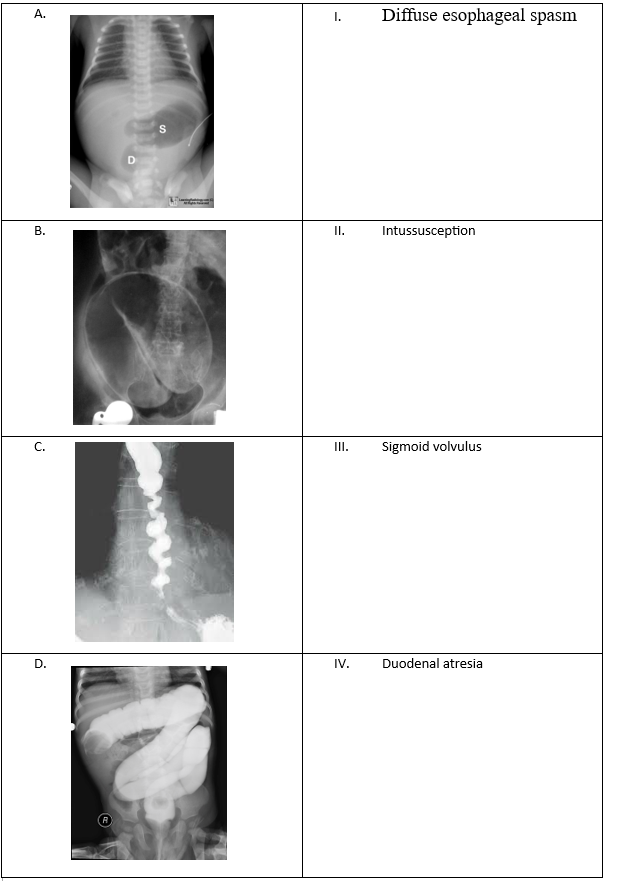 A.
I. Diffuse esophageal spasm
S
D
B.
II. Intussusception
C.
III. Sigmoid volvulus
D.
IV. Duodenal atresia
R